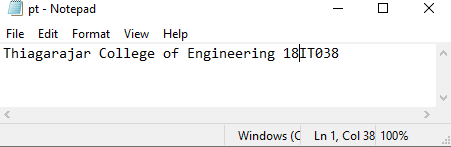 pt - Notepad
File Edit Format View Help
Thiagarajar College of Engineering 18IT038
Windows (C Ln 1, Col 38 100%